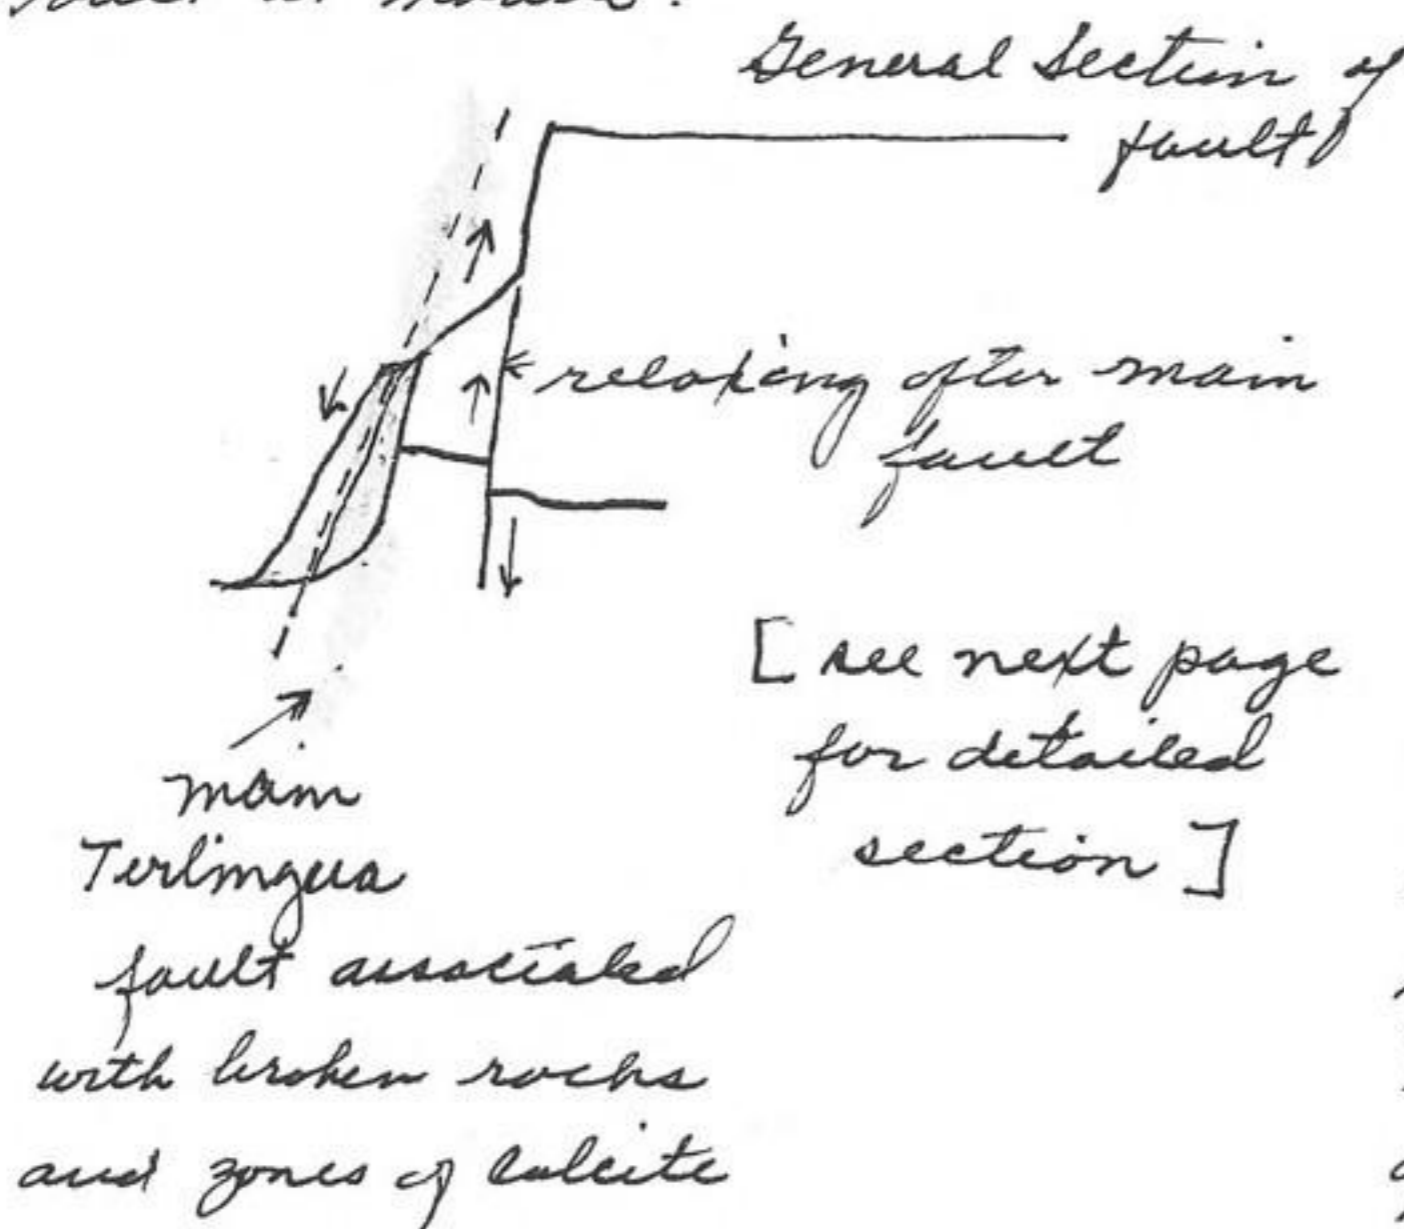 General Section of
fault
relaxing after main
fault
[ see next page
for detailed
section ]
main
Terlingua
fault associated
with broken rocks
and zones of calcite